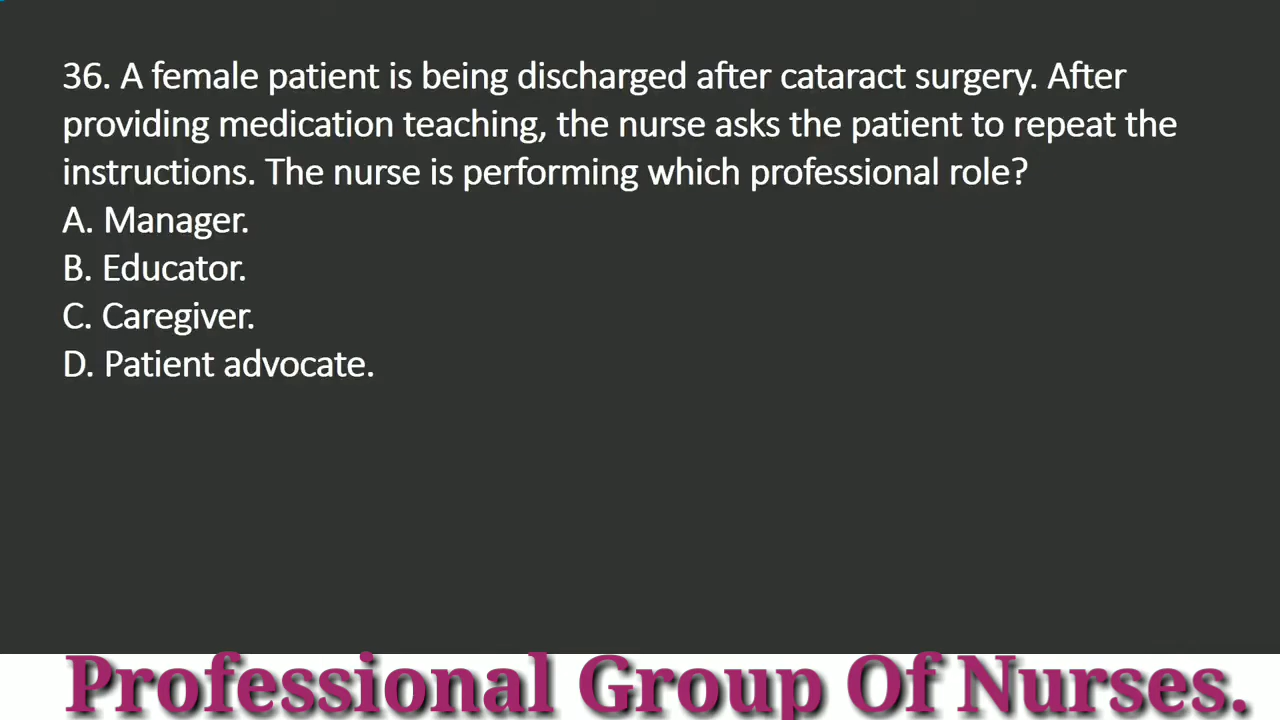 36. A female patient is being discharged after cataract surgery. After
providing medication teaching, the nurse asks the patient to repeat the
instructions. The nurse is performing which professional role?
A. Manager.
B. Educator.
C. Caregiver.
D. Patient advocate.
Professional Group Of Nurses.